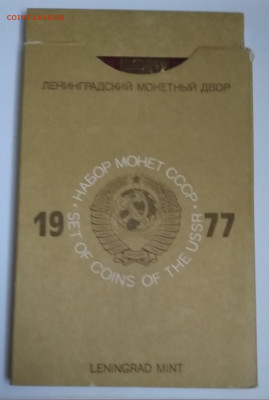 ЛЕНИНГРАДСКИЙ МОНЕТНЫЙ ДВОР
· НАБОР МОНЕТ СССР ·
19 77
SET OF COINS OF THE USSR
LENINGRAD MINT